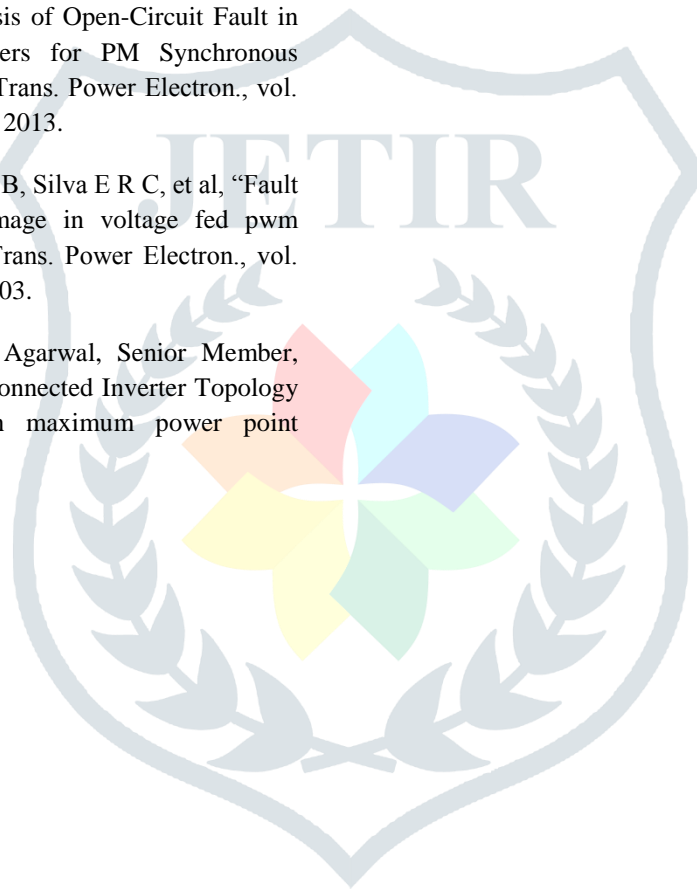 sis of Open-Circuit Fault in
ers for PM Synchronous
Trans. Power Electron., vol.
2013.
B, Silva E R C, et al, “Fault
mage in voltage fed pwm
Trans. Power Electron., vol.
03.
Agarwal, Senior Member,
onnected Inverter Topology
maximum power point
JETIR